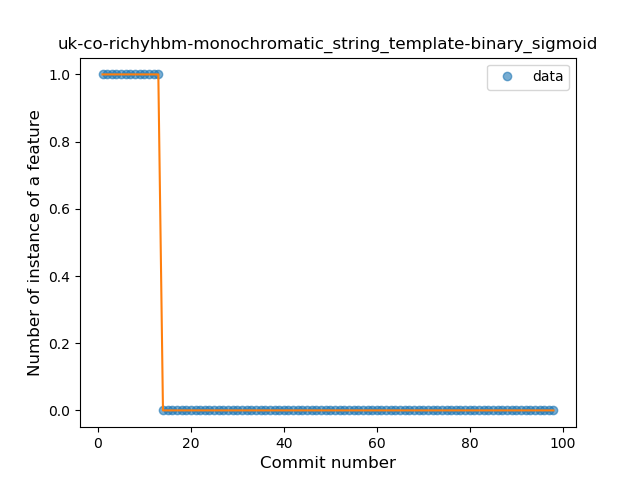 uk-co-richyhbm-monochromatic_string_template-binary_sigmoid
data
Number of instance of a feature
1.0
0.8
0.6
0.4
0.2
0.0
0 20 40 60 80 100
Commit number